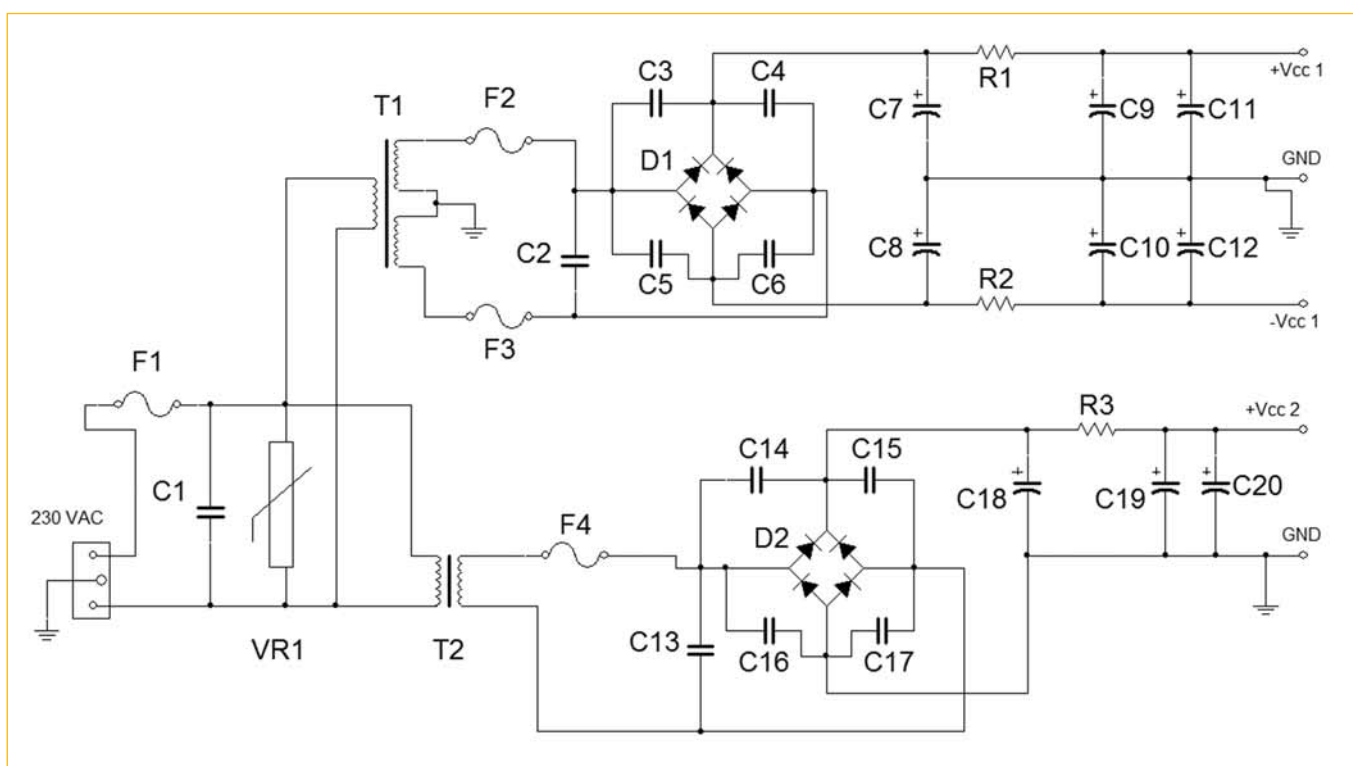 C3
C4
F2
T1
R1
+Vcc 1
C7
C9
C11
D1
GND
C2
C8
C10
C12
C5
C6
R2
-Vcc 1
F3
F1
R3
+Vcc 2
C14
C15
C1
C18
C19
C20
230 VAC
F4
D2
GND
VR1
T2
C13
C16
C17
+
+
+
+
+
+
+
+
+